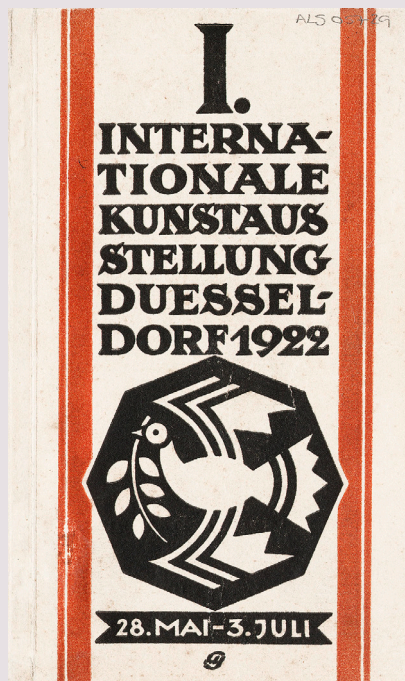 I.
INTERNA-
TIONALE
KUNSTAUS
STELLUNG
DUESSEL-
DORF 1922
28. MAI-3. JULI